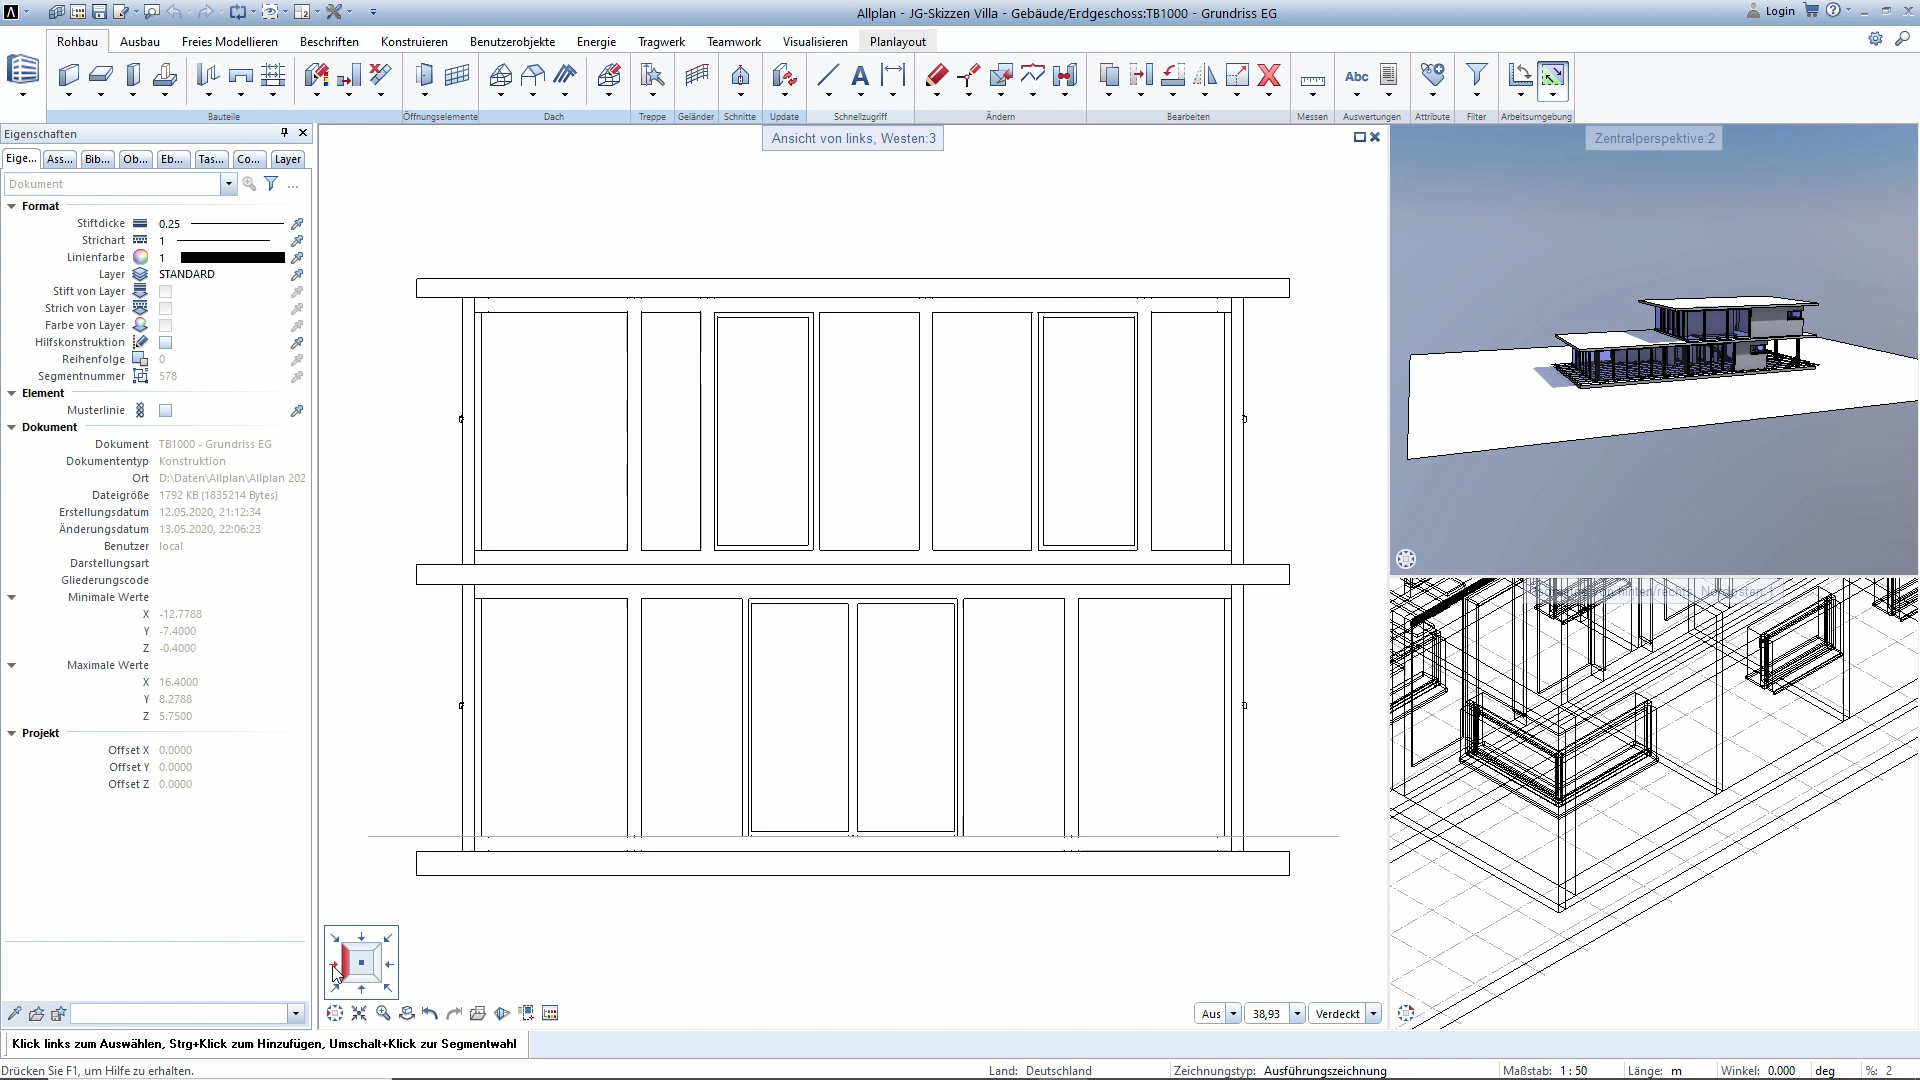 Allplan - JG-Skizzen Villa - Gebäude/Erdgeschoss:TB1000 - Grundriss EG
Login
Rohbau
Ausbau
Freies Modellieren
Beschriften
Konstruieren
Benutzerobjekte
Energie
Tragwerk
Teamwork
Visualisieren
Planlayout
A
Abc
Bauteile
Öffnungselemente
Dach
Treppe
Geländer
Schnitte
Update
Schnellzugriff
Ändern
Bearbeiten
Messen
Auswertungen
Attribute
Filter
Arbeitsumgebung
Eigenschaften
Eige...
Ass...
Bib...
Ob...
Eb...
Tas...
Co...
Layer
Dokument
...
Format
Stiftdicke 0.25
Strichart 1
Linienfarbe 1
Layer STANDARD
Stift von Layer
Strich von Layer
Farbe von Layer
Hilfskonstruktion
Reihenfolge 0
Segmentnummer 578
Element
Musterlinie
Dokument
Dokument TB1000 - Grundriss EG
Dokumententyp Konstruktion
Ort D:\Daten\Allplan\Allplan 202
Dateigröße 1792 KB (1835214 Bytes)
Erstellungsdatum 12.05.2020, 21:12:34
Änderungsdatum 13.05.2020, 22:06:23
Benutzer local
Darstellungsart
Gliederungscode
Minimale Werte
X -12.7788
Y -7.4000
Z -0.4000
Maximale Werte
X 16.4000
Y 8.2788
Z 5.7500
Projekt
Offset X 0.0000
Offset Y 0.0000
Offset Z 0.0000
Ansicht von links, Westen:3
Zentralperspektive:2
Aus
38,93
Verdeckt
Klick links zum Auswählen, Strg+Klick zum Hinzufügen, Umschalt+Klick zur Segmentwahl
Drücken Sie F1, um Hilfe zu erhalten.
Land: Deutschland
Zeichnungstyp: Ausführungszeichnung
Maßstab: 1 : 50
Länge: m
Winkel: 0.000
deg
%: 2